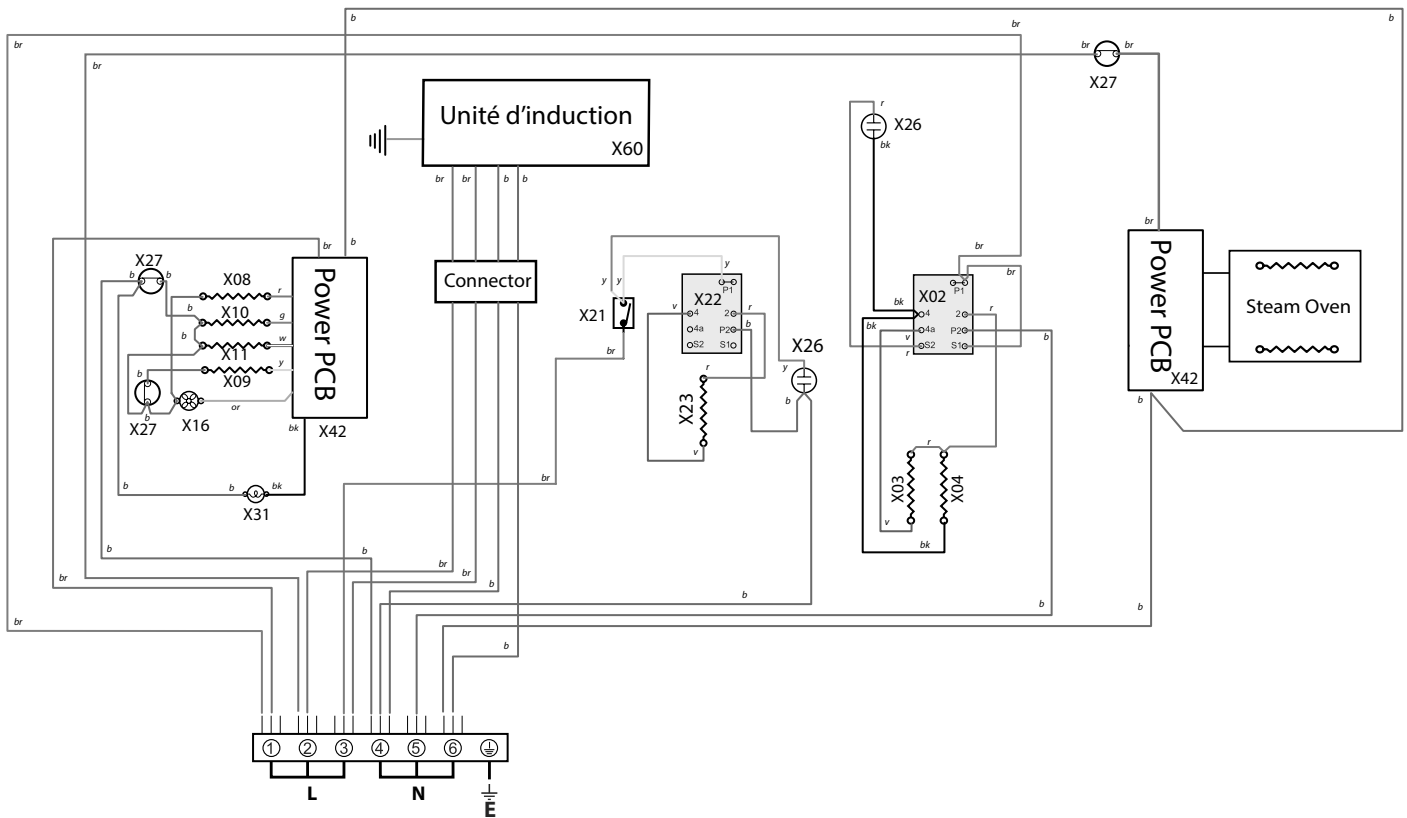 b
b
br
br
br
br
br
X27
Unité d'induction
X60
r
X26
bk
br
br
b
b
br
br
b
X27
b
b
X08
r
b
X10
g
b
w
X11
y
b
X09
b
or
X27
X16
Power PCB
X42
bk
b
b
bk
X31
Connector
y
y
y
X21
br
X22
P1
v
4
2
r
4a
P2
b
S2
S1
X26
y
b
r
X23
v
br
br
br
X02
P1
bk
4
2
r
bk
4a
P2
v
S2
S1
r
b
r
X03
X04
v
bk
br
Power PCB
X42
b
Steam Oven
b
b
br
br
b
b
b
b
br
b
1
2
3
4
5
6
L
N
E